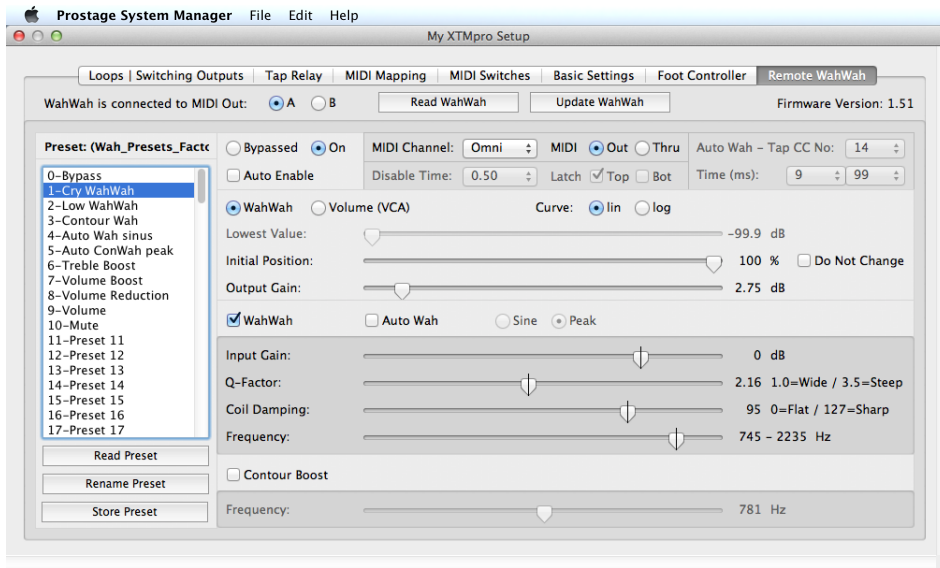 Prostage System Manager File Edit Help
My XTMpro Setup
Loops | Switching Outputs Tap Relay MIDI Mapping MIDI Switches Basic Settings Foot Controller Remote WahWah
WahWah is connected to MIDI Out: A B Read WahWah Update WahWah Firmware Version: 1.51
Preset: (Wah_Presets_Facto
0-Bypass
1-Cry WahWah
2-Low WahWah
3-Contour Wah
4-Auto Wah sinus
5-Auto ConWah peak
6-Treble Boost
7-Volume Boost
8-Volume Reduction
9-Volume
10-Mute
11-Preset 11
12-Preset 12
13-Preset 13
14-Preset 14
15-Preset 15
16-Preset 16
17-Preset 17
Read Preset
Rename Preset
Store Preset
Bypassed On MIDI Channel: Omni MIDI Out Thru Auto Wah - Tap CC No: 14
Auto Enable Disable Time: 0.50 Latch Top Bot Time (ms): 9 99
WahWah Volume (VCA) Curve: lin log
Lowest Value: -99.9 dB
Initial Position: 100 % Do Not Change
Output Gain: 2.75 dB
WahWah Auto Wah Sine Peak
Input Gain: 0 dB
Q-Factor: 2.16 1.0=Wide / 3.5=Steep
Coil Damping: 95 0=Flat / 127=Sharp
Frequency: 745 - 2235 Hz
Contour Boost
Frequency: 781 Hz